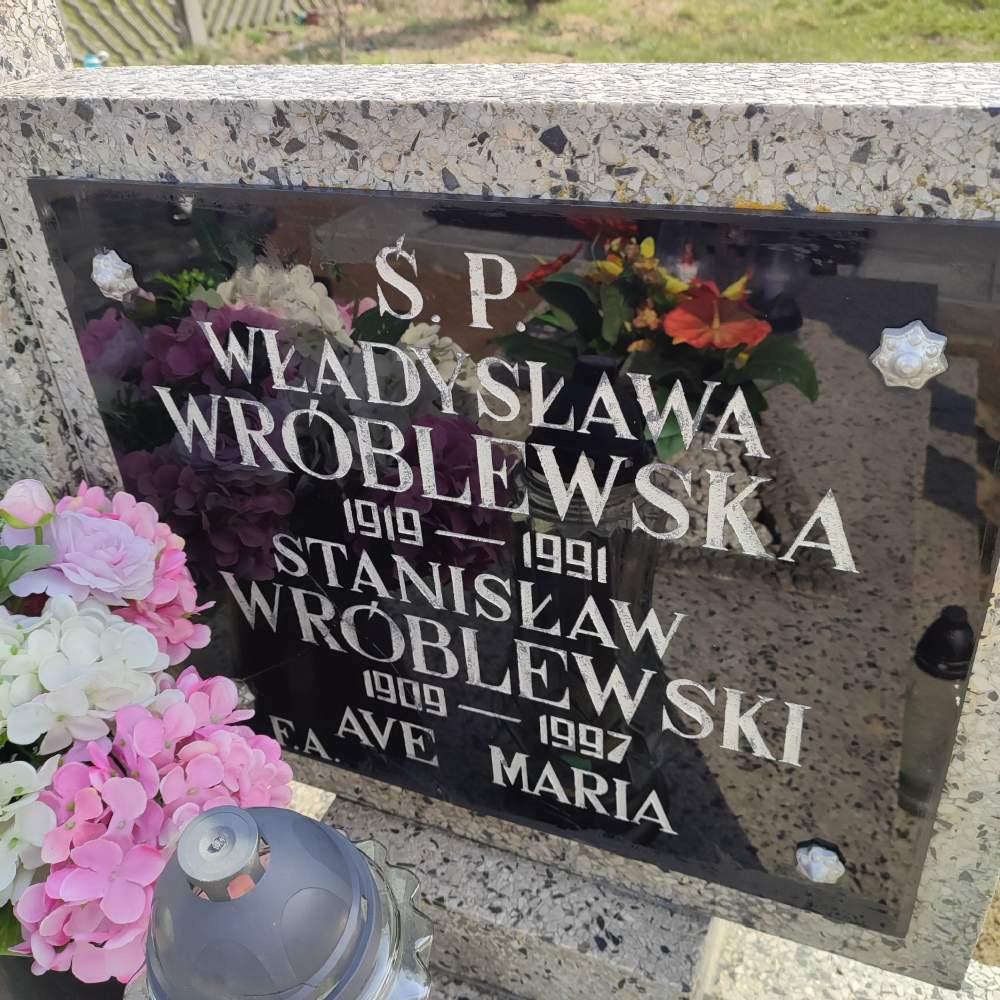 Ś. P.
WŁADYSŁAWA
WRÓBLEWSKA
1919 — 1991
STANISŁAW
WRÓBLEWSKI
1909 — 1997
AVE MARIA
F.A.